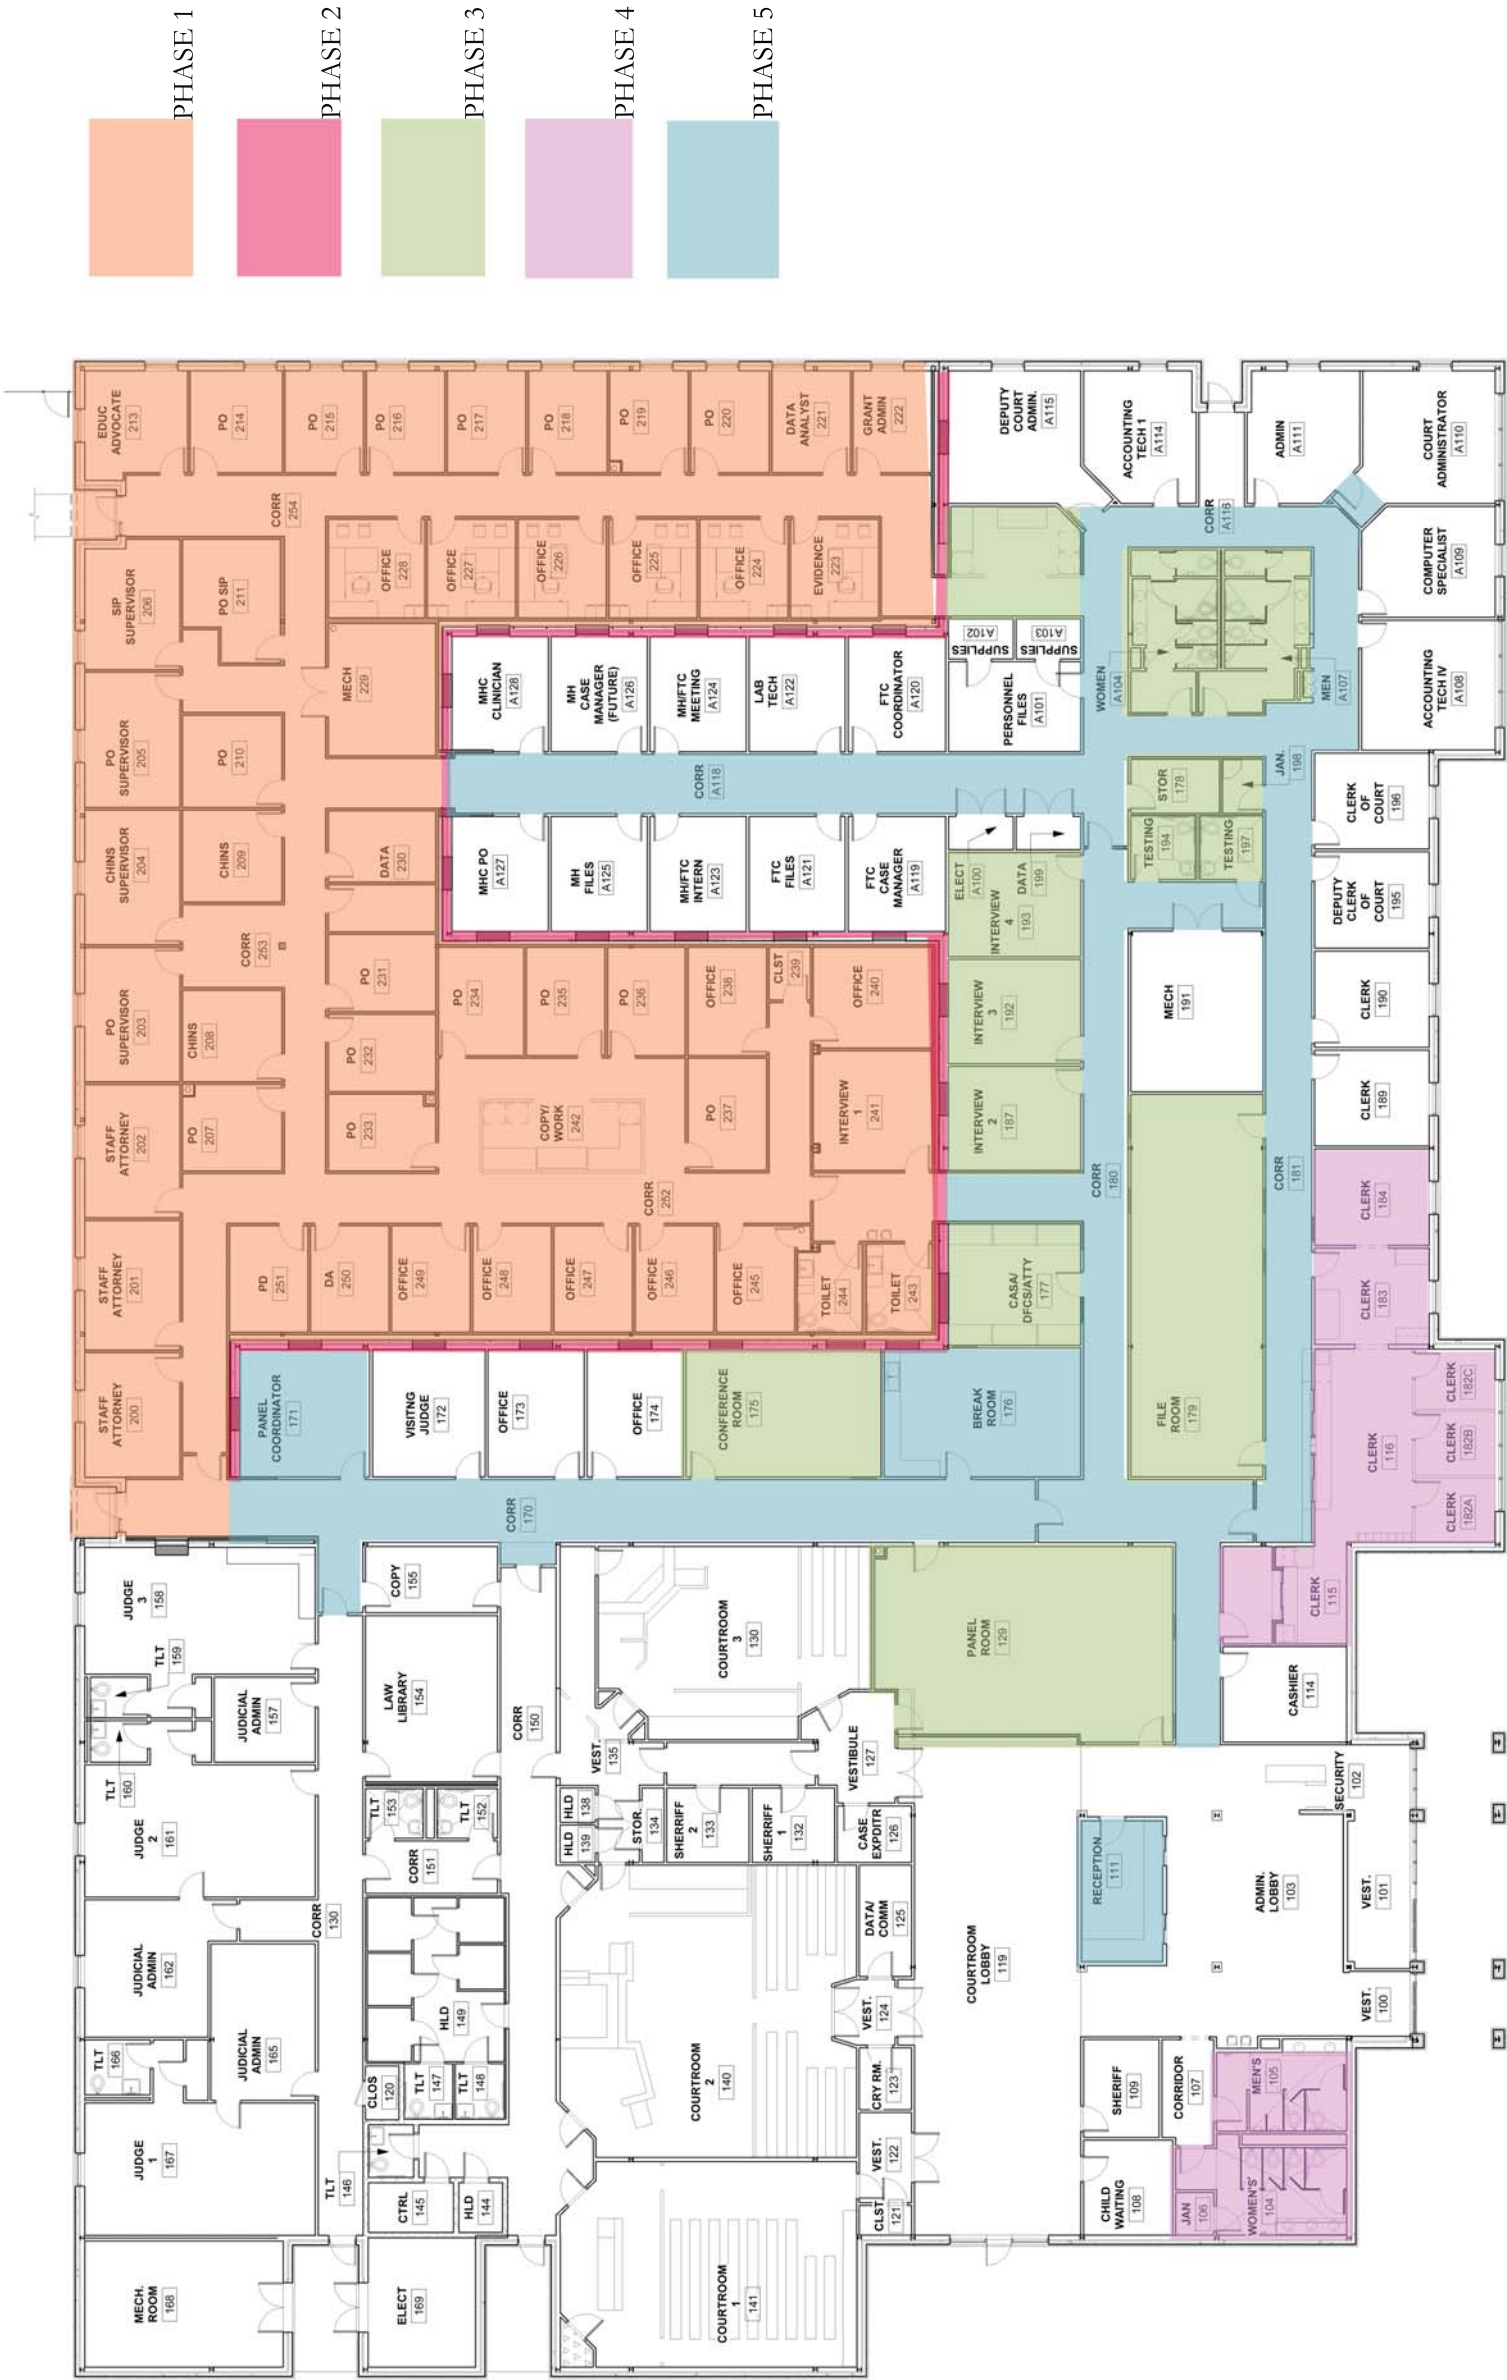 PHASE 1
PHASE 2
PHASE 3
PHASE 4
PHASE 5
EDUC
ADVOCATE
213
PO
214
PO
215
PO
216
PO
217
PO
218
PO
219
PO
220
DATA
ANALYST
221
GRANT
ADMIN
222
CORR
254
SIP
SUPERVISOR
206
PO SIP
211
OFFICE
228
OFFICE
227
OFFICE
226
OFFICE
225
OFFICE
224
EVIDENCE
223
MECH
229
PO
SUPERVISOR
205
PO
210
CHINS
SUPERVISOR
204
CHINS
209
DATA
230
CORR
253
PO
231
PO
SUPERVISOR
203
CHINS
208
PO
232
STAFF
ATTORNEY
202
PO
207
PO
233
PO
234
PO
235
PO
236
OFFICE
238
CLST
239
OFFICE
240
COPY/
WORK
242
PO
237
INTERVIEW
1
241
CORR
252
STAFF
ATTORNEY
201
PD
251
DA
250
OFFICE
249
OFFICE
248
OFFICE
247
OFFICE
246
OFFICE
245
TOILET
244
TOILET
243
STAFF
ATTORNEY
200
DEPUTY
COURT
ADMIN.
A115
ACCOUNTING
TECH 1
A114
ADMIN
A111
COURT
ADMINISTRATOR
A110
CORR
A116
COMPUTER
SPECIALIST
A109
ACCOUNTING
TECH IV
A108
SUPPLIES
A102
SUPPLIES
A103
PERSONNEL
FILES
A101
WOMEN
A104
MEN
A107
MHC
CLINICIAN
A128
MH
CASE
MANAGER
(FUTURE)
A126
MH/FTC
MEETING
A124
LAB
TECH
A122
FTC
COORDINATOR
A120
CORR
A118
MHC PO
A127
MH
FILES
A125
MH/FTC
INTERN
A123
FTC
FILES
A121
FTC
CASE
MANAGER
A119
ELECT
A100
DATA
199
STOR
178
JAN.
198
TESTING
194
TESTING
197
CLERK
OF
COURT
196
DEPUTY
CLERK
OF
COURT
195
INTERVIEW
4
193
INTERVIEW
3
192
INTERVIEW
2
187
MECH
191
CLERK
190
CLERK
189
CORR
180
CORR
181
CLERK
184
CLERK
183
CASA/
DFCS/ATTY
177
FILE
ROOM
179
PANEL
COORDINATOR
171
VISITNG
JUDGE
172
OFFICE
173
OFFICE
174
CONFERENCE
ROOM
175
BREAK
ROOM
176
CLERK
116
CLERK
182C
CLERK
182B
CLERK
182A
CORR
170
JUDGE
3
158
TLT
159
COPY
155
COURTROOM
3
130
PANEL
ROOM
129
CLERK
115
JUDICIAL
ADMIN
157
LAW
LIBRARY
154
CORR
150
VEST.
135
VESTIBULE
127
CASHIER
114
TLT
160
JUDGE
2
161
TLT
153
TLT
152
CORR
151
HLD
138
HLD
139
STOR.
134
SHERRIFF
2
133
SHERRIFF
1
132
CASE
EXPDITR
126
SECURITY
102
RECEPTION
111
ADMIN.
LOBBY
103
VEST.
101
JUDICIAL
ADMIN
162
CORR
130
DATA/
COMM
125
COURTROOM
LOBBY
119
JUDICIAL
ADMIN
165
TLT
166
HLD
149
CLOS
120
TLT
147
TLT
148
COURTROOM
2
140
VEST.
124
CRY RM.
123
VEST.
100
SHERIFF
109
CORRIDOR
107
MEN'S
105
JUDGE
1
167
TLT
146
CTRL
145
HLD
144
VEST.
122
CLST.
121
CHILD
WAITING
108
JAN
106
WOMEN'S
104
MECH.
ROOM
168
ELECT
169
COURTROOM
1
141